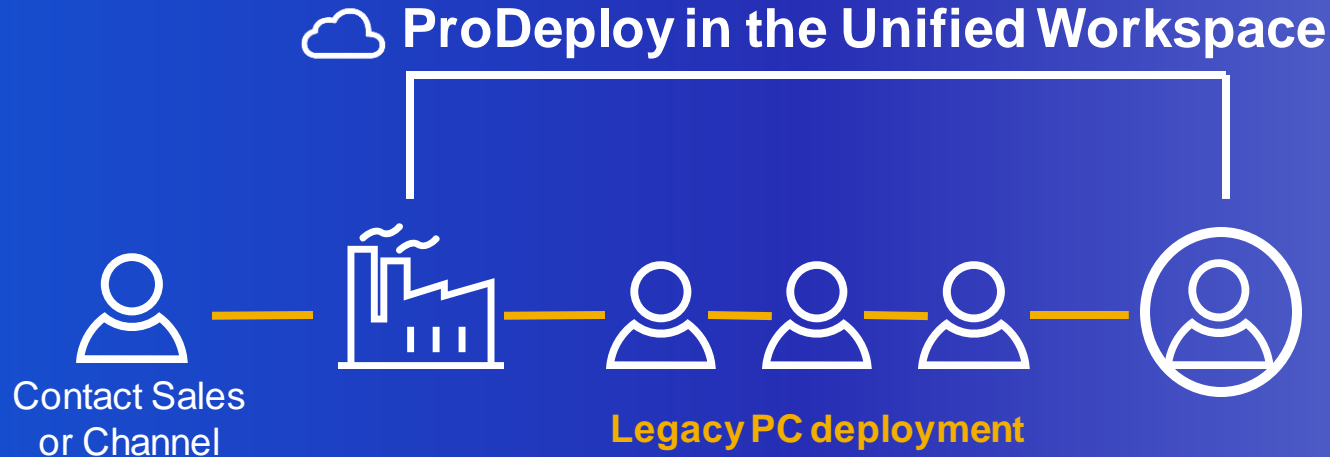 ProDeploy in the Unified Workspace
Contact Sales
or Channel
Legacy PC deployment